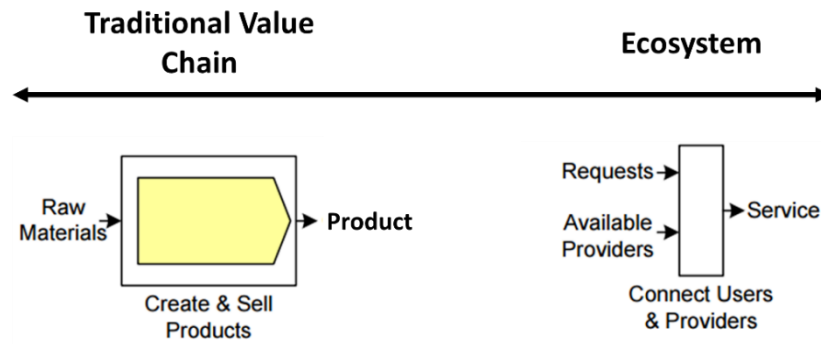 Traditional Value
Chain
Ecosystem
Raw
Materials
Product
Create & Sell
Products
Requests
Available
Providers
Service
Connect Users
& Providers